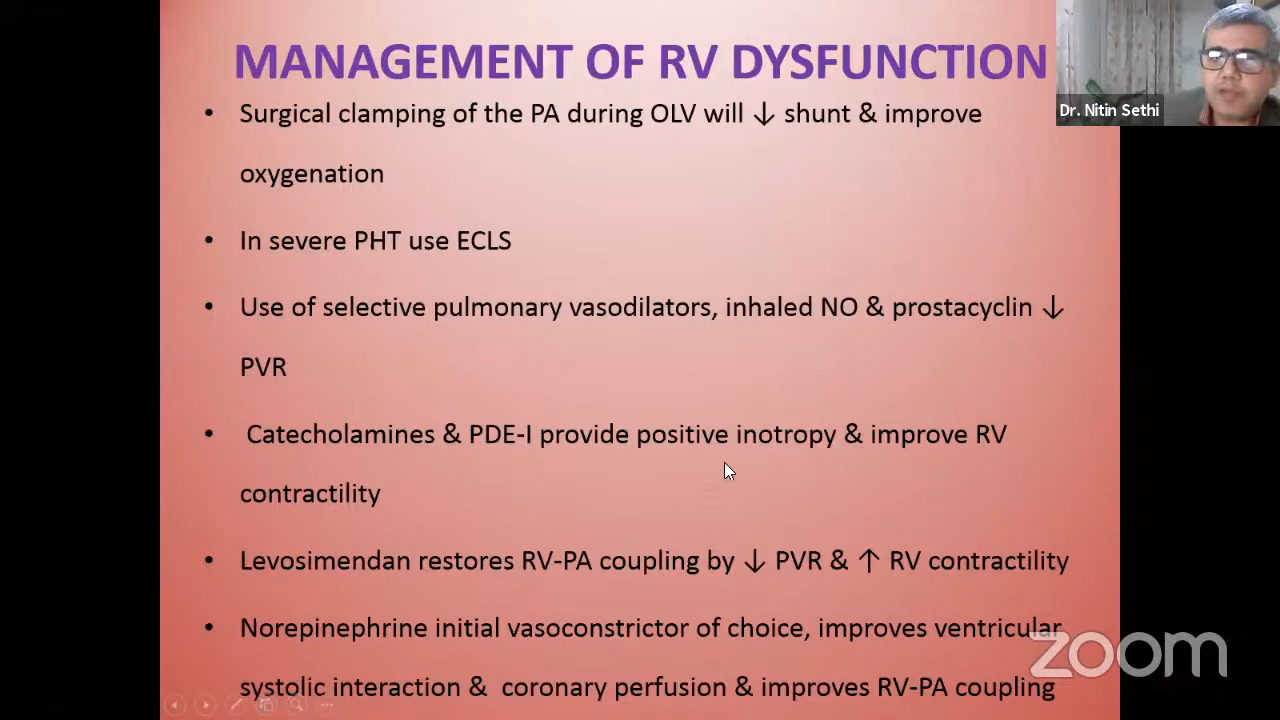 MANAGEMENT OF RV DYSFUNCTION
Dr. Nitin Sethi
• Surgical clamping of the PA during OLV will ↓ shunt & improve
oxygenation
• In severe PHT use ECLS
• Use of selective pulmonary vasodilators, inhaled NO & prostacyclin ↓
PVR
• Catecholamines & PDE-I provide positive inotropy & improve RV
contractility
• Levosimendan restores RV-PA coupling by ↓ PVR & ↑ RV contractility
• Norepinephrine initial vasoconstrictor of choice, improves ventricular
systolic interaction & coronary perfusion & improves RV-PA coupling
zoom